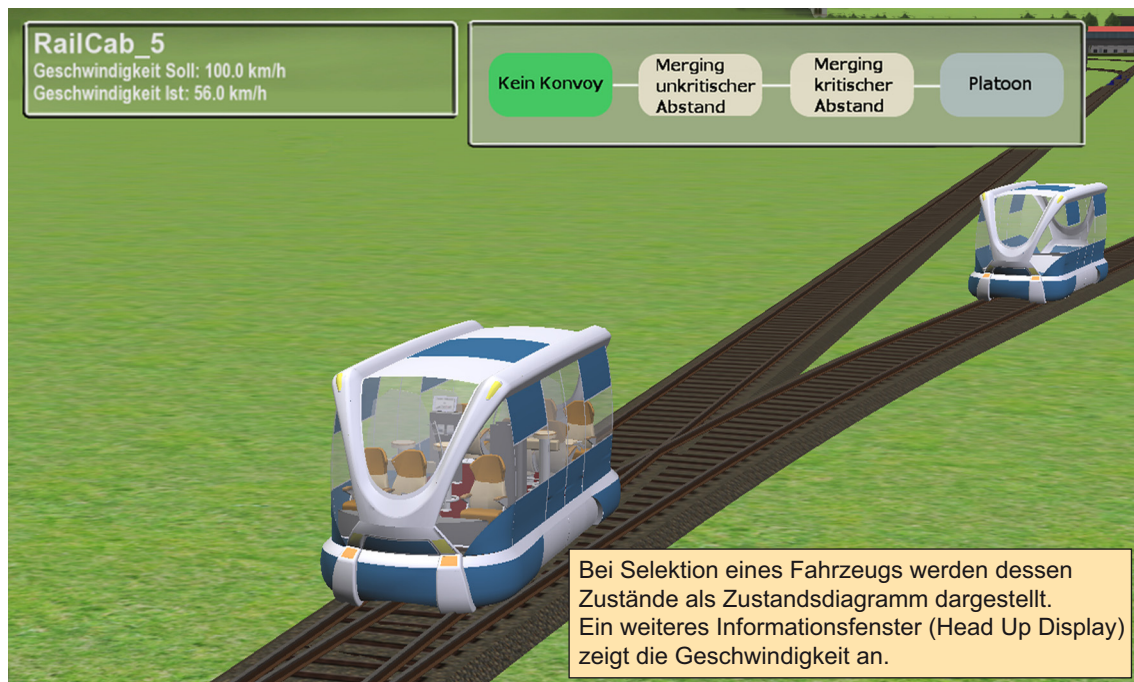 RailCab_5
Geschwindigkeit Soll: 100.0 km/h
Geschwindigkeit Ist: 56.0 km/h
Kein Konvoy
Merging
unkritischer
Abstand
Merging
kritischer
Abstand
Platoon
Bei Selektion eines Fahrzeugs werden dessen
Zustände als Zustandsdiagramm dargestellt.
Ein weiteres Informationsfenster (Head Up Display)
zeigt die Geschwindigkeit an.